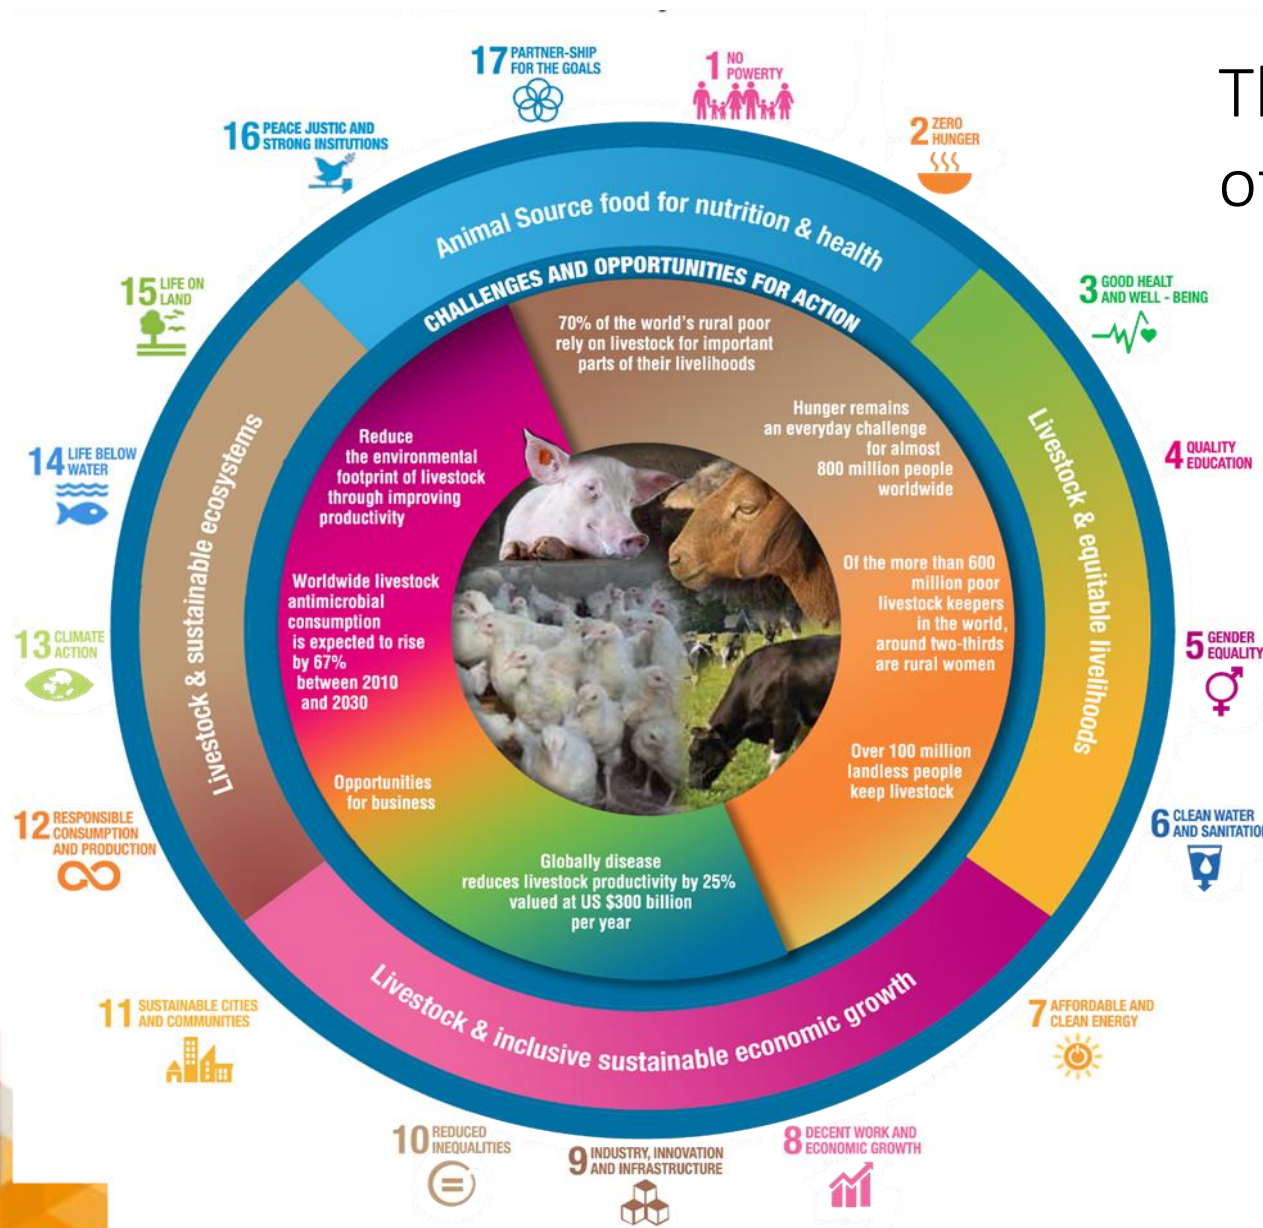 17 PARTNER-SHIP
FOR THE GOALS
1 NO
POWERTY
2 ZERO
HUNGER
3 GOOD HEALT
AND WELL - BEING
4 QUALITY
EDUCATION
5 GENDER
EQUALITY
6 CLEAN WATER
AND SANITATIO
7 AFFORDABLE AND
CLEAN ENERGY
8 DECENT WORK AND
ECONOMIC GROWTH
9 INDUSTRY, INNOVATION
AND INFRASTRUCTURE
10 REDUCED
INEQUALITIES
11 SUSTAINABLE CITIES
AND COMMUNITIES
12 RESPONSIBLE
CONSUMPTION
AND PRODUCTION
13 CLIMATE
ACTION
14 LIFE BELOW
WATER
15 LIFE ON
LAND
16 PEACE JUSTIC AND
STRONG INSITUTIONS
Animal Source food for nutrition & health
Livestock & equitable livelihoods
Livestock & inclusive sustainable economic growth
Livestock & sustainable ecosystems
CHALLENGES AND OPPORTUNITIES FOR ACTION
70% of the world's rural poor
rely on livestock for important
parts of their livelihoods
Hunger remains
an everyday challenge
for almost
800 million people
worldwide
Of the more than 600
million poor
livestock keepers
in the world,
around two-thirds
are rural women
Over 100 million
landless people
keep livestock
Globally disease
reduces livestock productivity by 25%
valued at US $300 billion
per year
Opportunities
for business
Worldwide livestock
antimicrobial
consumption
is expected to rise
by 67%
between 2010
and 2030
Reduce
the environmental
footprint of livestock
through improving
productivity